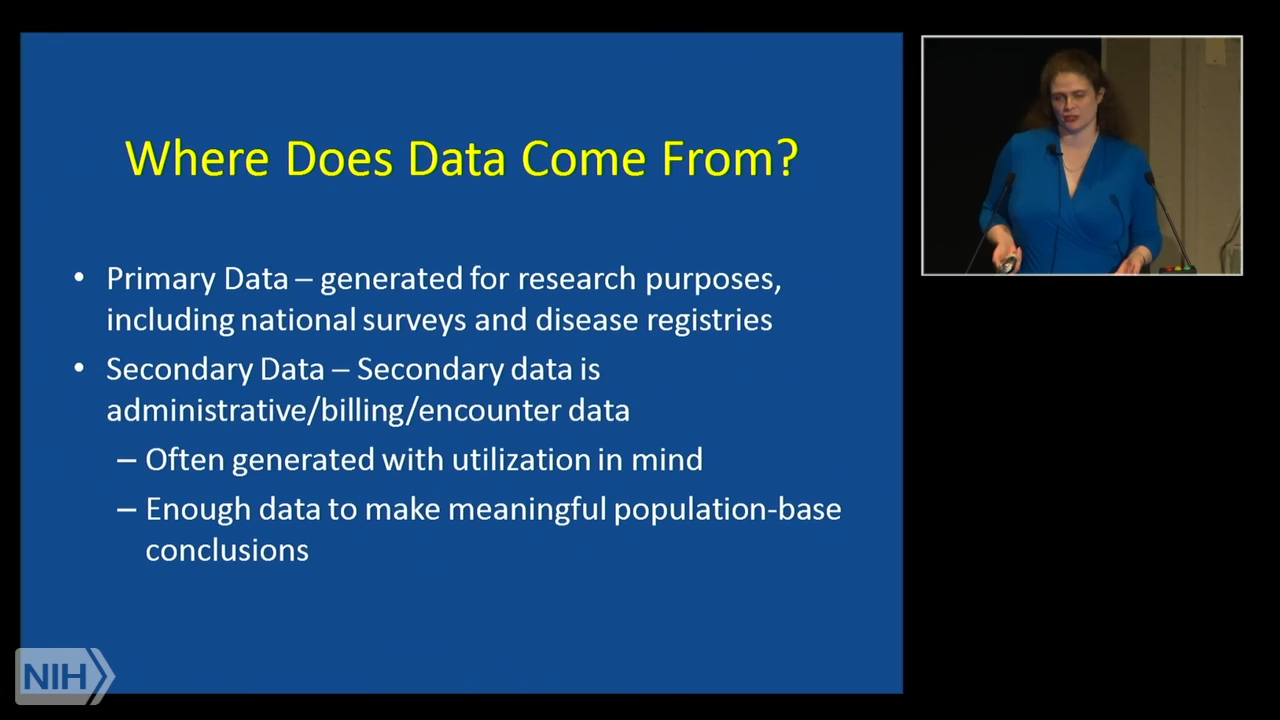 Where Does Data Come From?
• Primary Data – generated for research purposes,
including national surveys and disease registries
• Secondary Data – Secondary data is
administrative/billing/encounter data
– Often generated with utilization in mind
– Enough data to make meaningful population-base
conclusions
NIH